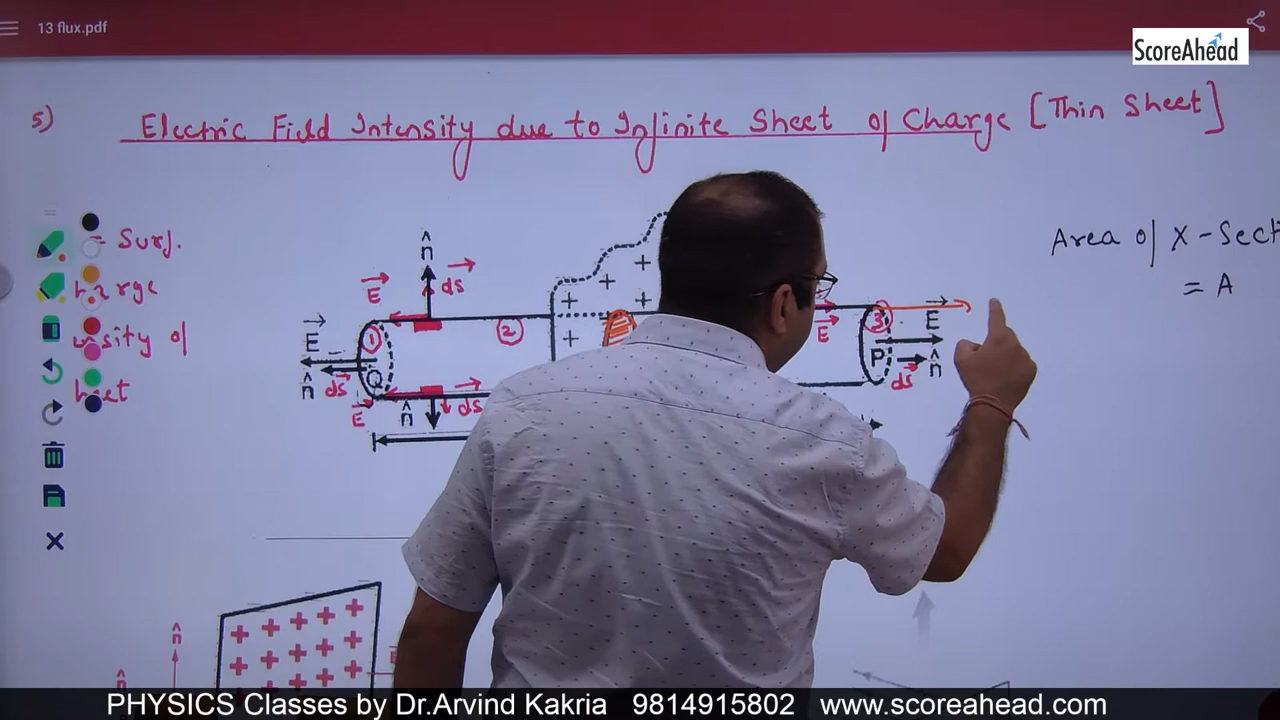 13 flux.pdf
ScoreAhead
5) Electric Field Intensity due to Infinite Sheet of Charge [Thin Sheet]
Surf.
harge
sity of
heet
Area of X-Sect
= A
n̂
E
ds
E
n̂
ds
Q
1
2
E
n̂
ds
+ + + + +
E
3
E
P
n̂
ds
n̂
+ + + + +
+ + + +
n̂
E
PHYSICS Classes by Dr.Arvind Kakria 9814915802 www.scoreahead.com